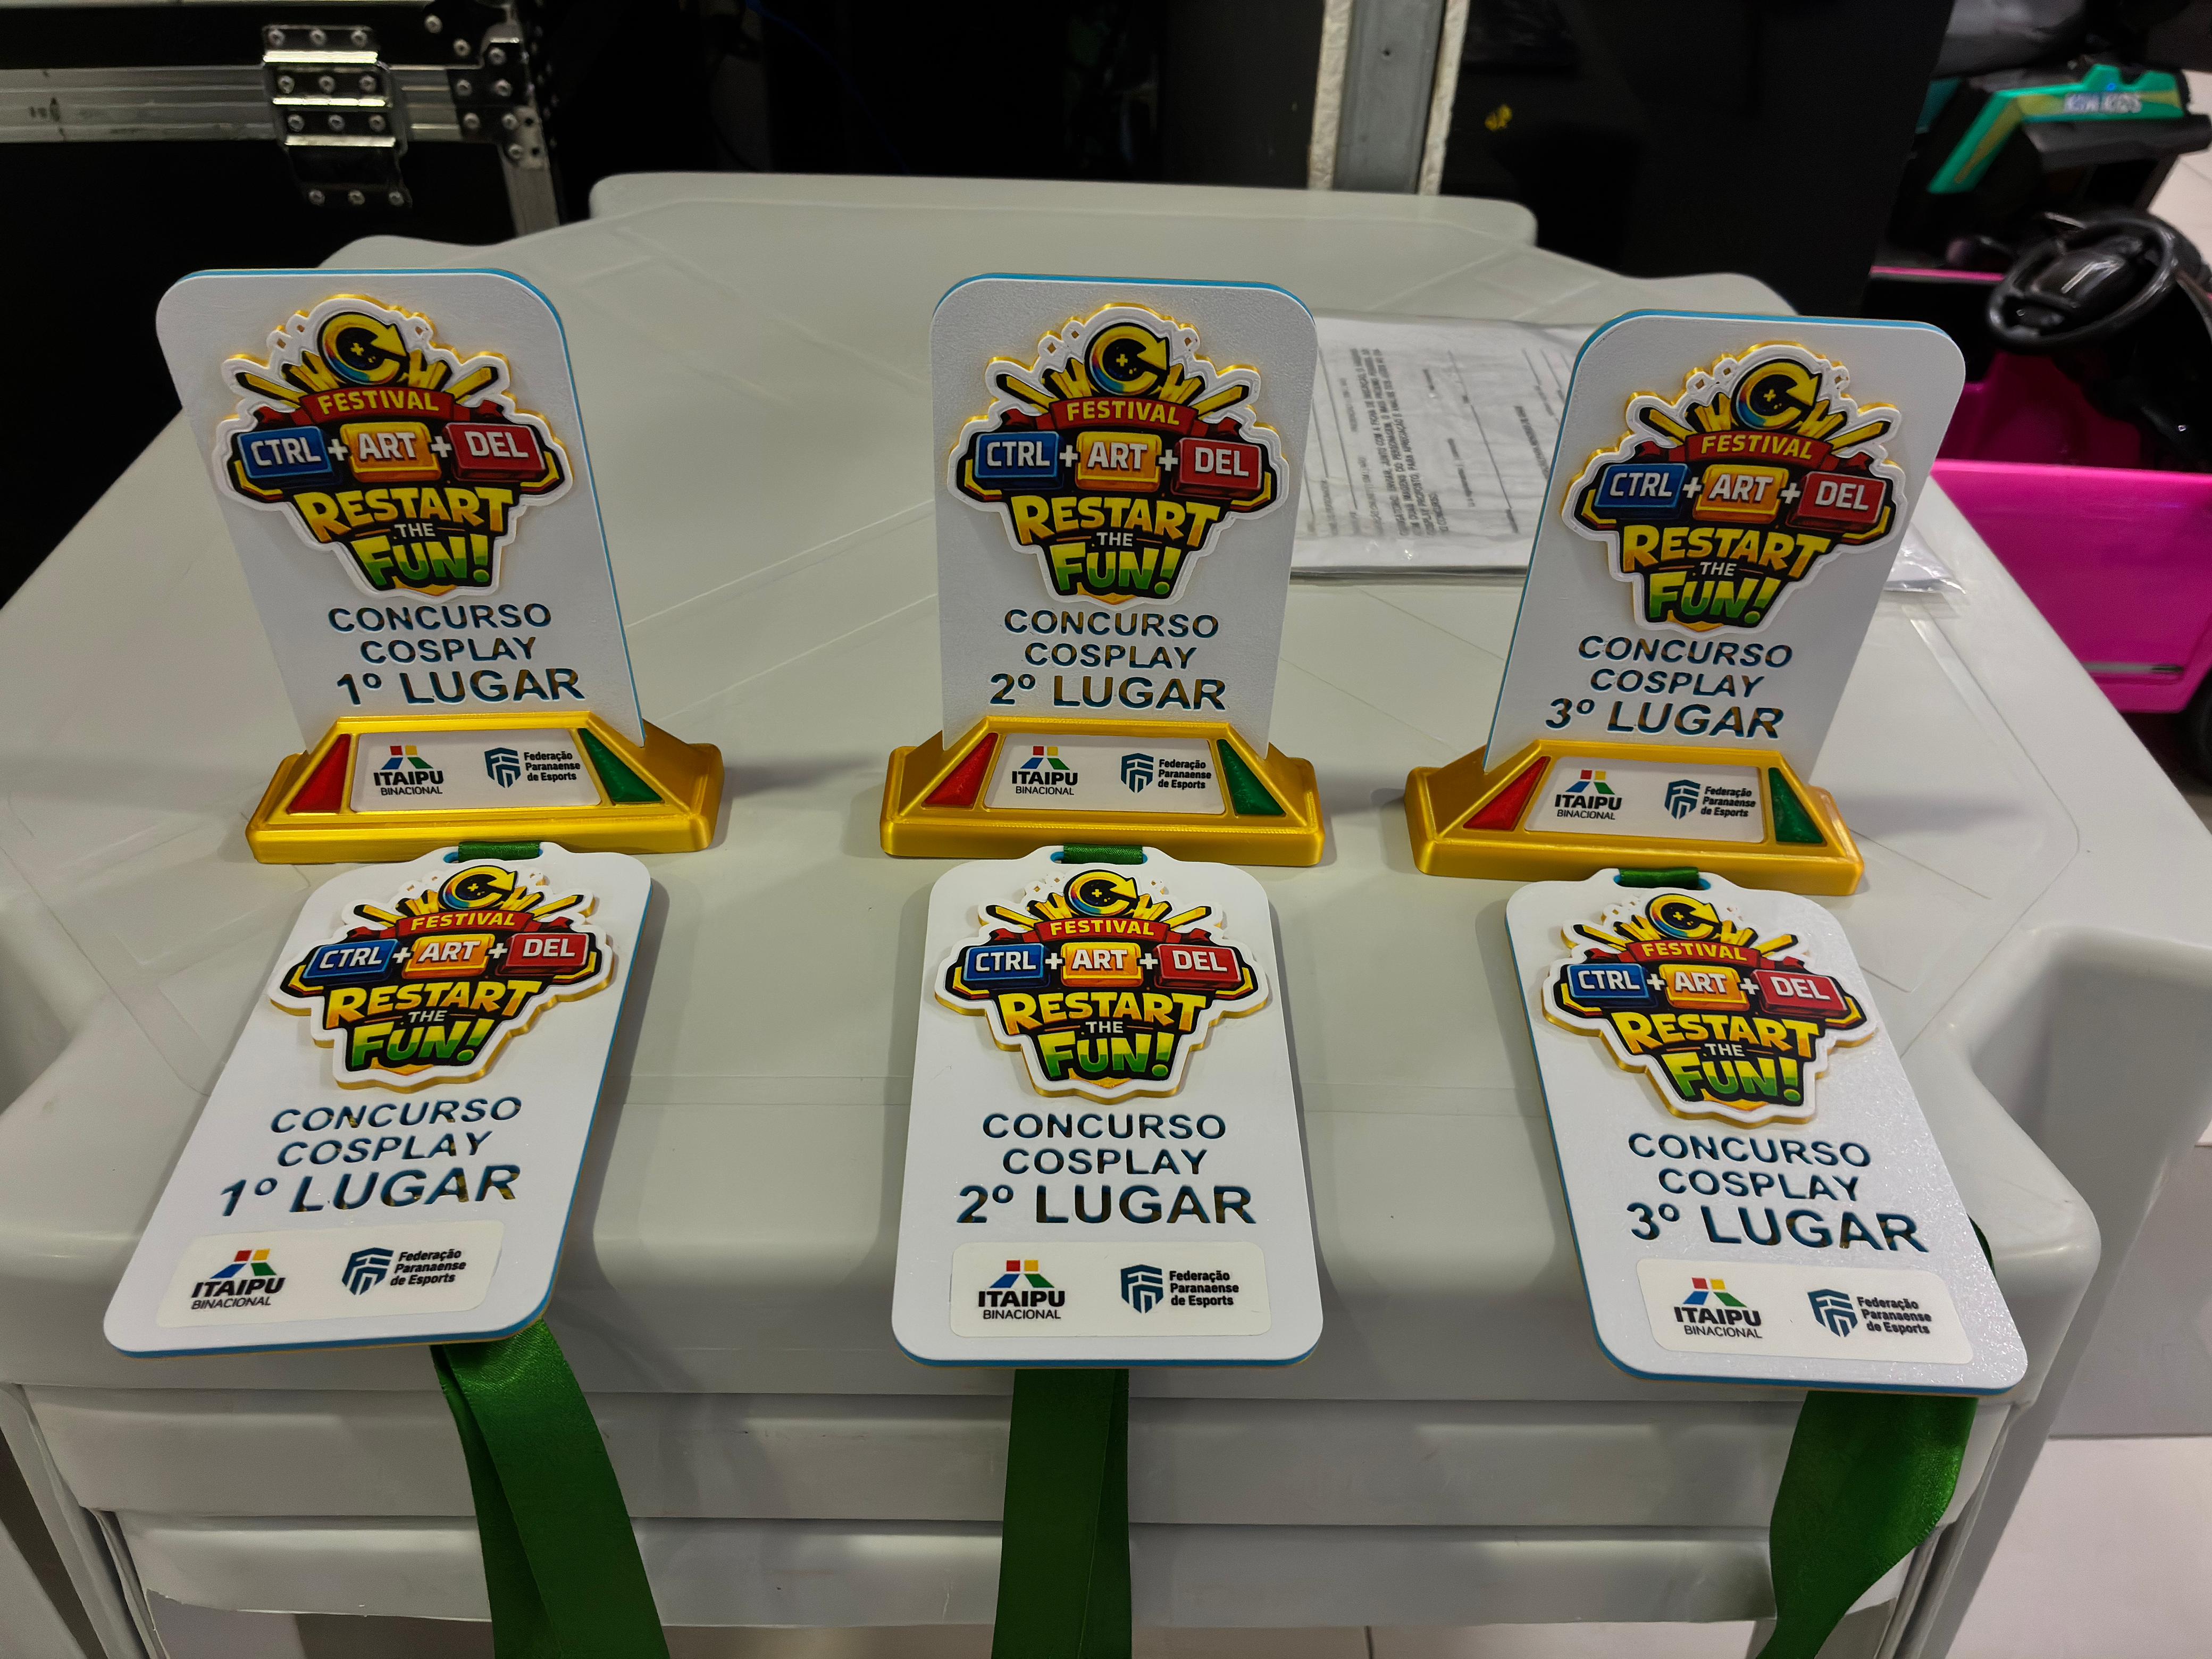 FESTIVAL
CTRL + ART + DEL
RESTART
THE
FUN!
CONCURSO
COSPLAY
1º LUGAR
ITAIPU
BINACIONAL
Federação
Paranaense
de Esports
FESTIVAL
CTRL + ART + DEL
RESTART
THE
FUN!
CONCURSO
COSPLAY
2º LUGAR
ITAIPU
BINACIONAL
Federação
Paranaense
de Esports
FESTIVAL
CTRL + ART + DEL
RESTART
THE
FUN!
CONCURSO
COSPLAY
3º LUGAR
ITAIPU
BINACIONAL
Federação
Paranaense
de Esports
FESTIVAL
CTRL + ART + DEL
RESTART
THE
FUN!
CONCURSO
COSPLAY
1º LUGAR
ITAIPU
BINACIONAL
Federação
Paranaense
de Esports
FESTIVAL
CTRL + ART + DEL
RESTART
THE
FUN!
CONCURSO
COSPLAY
2º LUGAR
ITAIPU
BINACIONAL
Federação
Paranaense
de Esports
FESTIVAL
CTRL + ART + DEL
RESTART
THE
FUN!
CONCURSO
COSPLAY
3º LUGAR
ITAIPU
BINACIONAL
Federação
Paranaense
de Esports